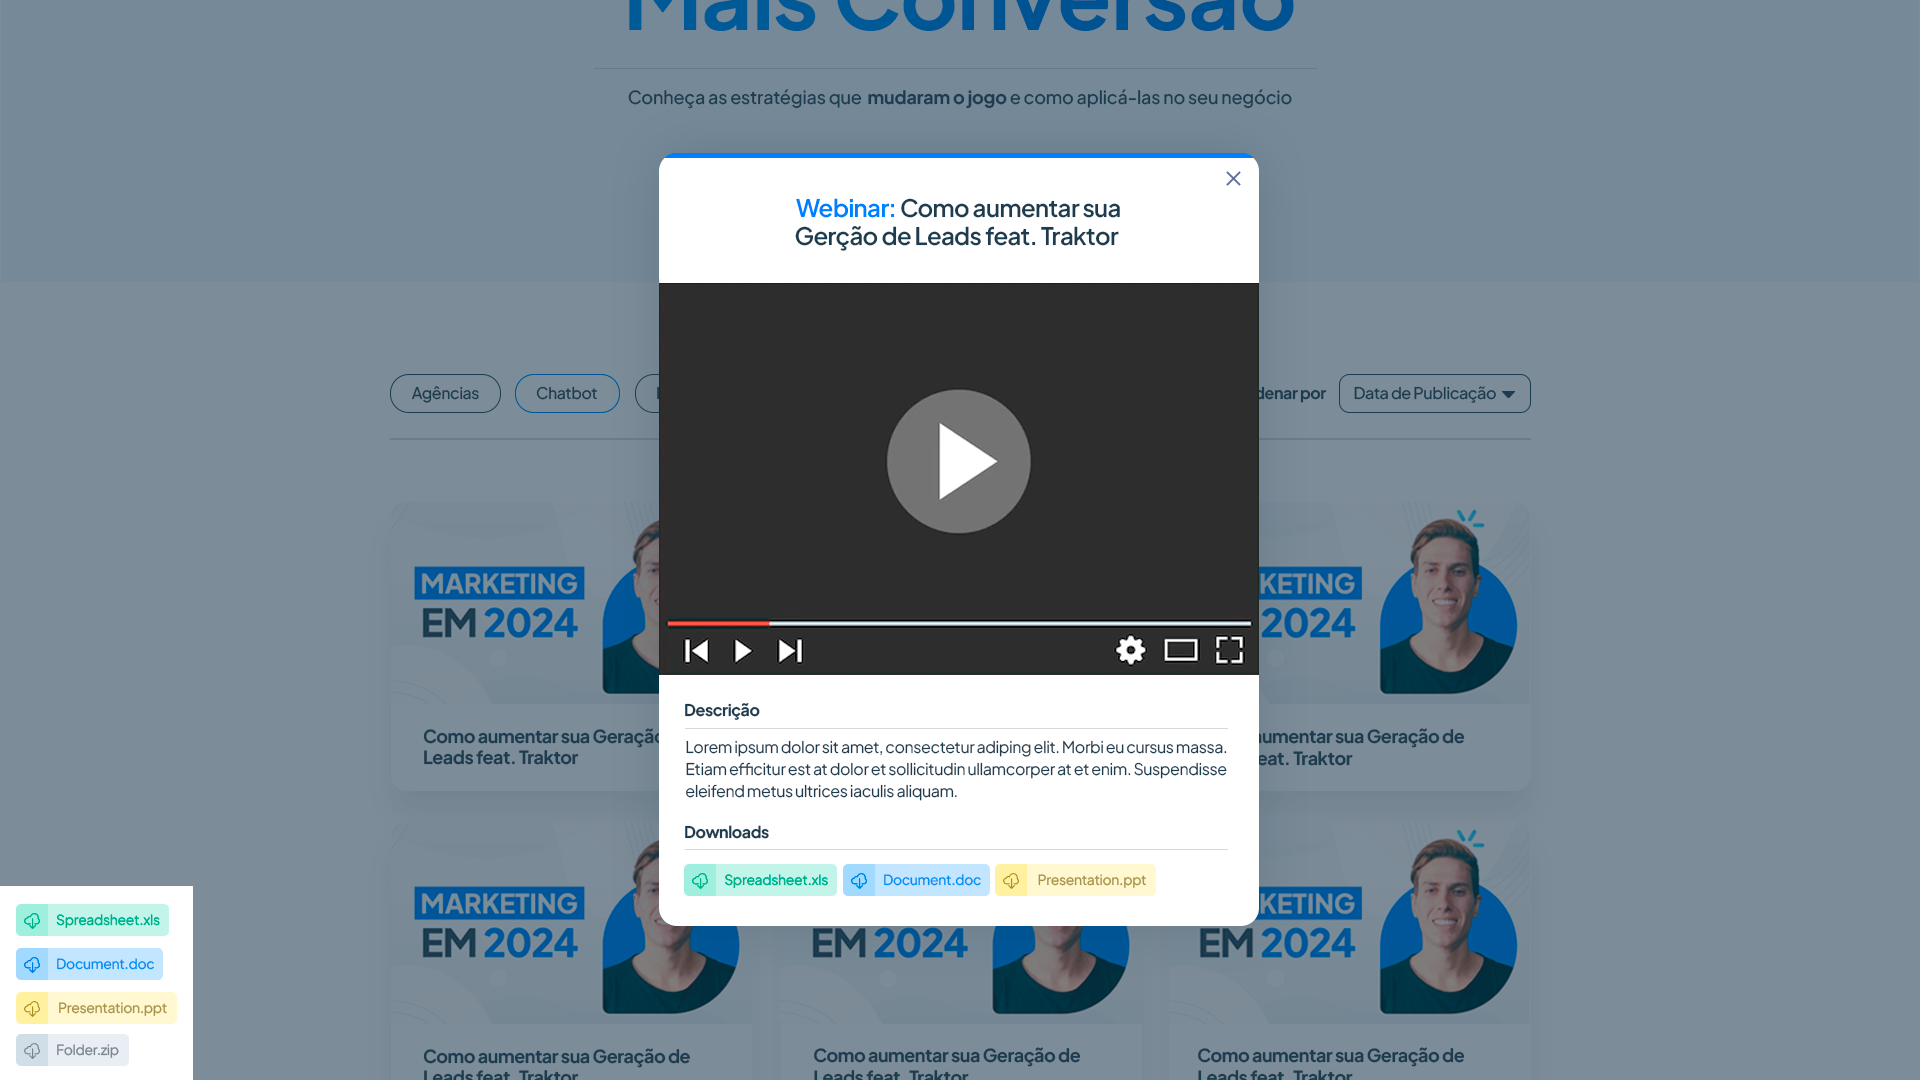 Mais Conversão
Conheça as estratégias que mudaram o jogo e como aplicá-las no seu negócio
Webinar: Como aumentar sua
Gerção de Leads feat. Traktor
Agências
Chatbot
denar por
Data de Publicação
MARKETING
EM 2024
Como aumentar sua Geração
Leads feat. Traktor
KETING
EM 2024
umentar sua Geração de
eat. Traktor
Descrição
Lorem ipsum dolor sit amet, consectetur adiping elit. Morbi eu cursus massa.
Etiam efficitur est at dolor et sollicitudin ullamcorper at et enim. Suspendisse
eleifend metus ultrices iaculis aliquam.
Downloads
Spreadsheet.xls
Document.doc
Presentation.ppt
MARKETING
EM 2024
Como aumentar sua Geração de
Leads feat. Traktor
EM 2024
Como aumentar sua Geração de
Leads feat. Traktor
KETING
EM 2024
Como aumentar sua Geração de
Leads feat. Traktor
Spreadsheet.xls
Document.doc
Presentation.ppt
Folder.zip